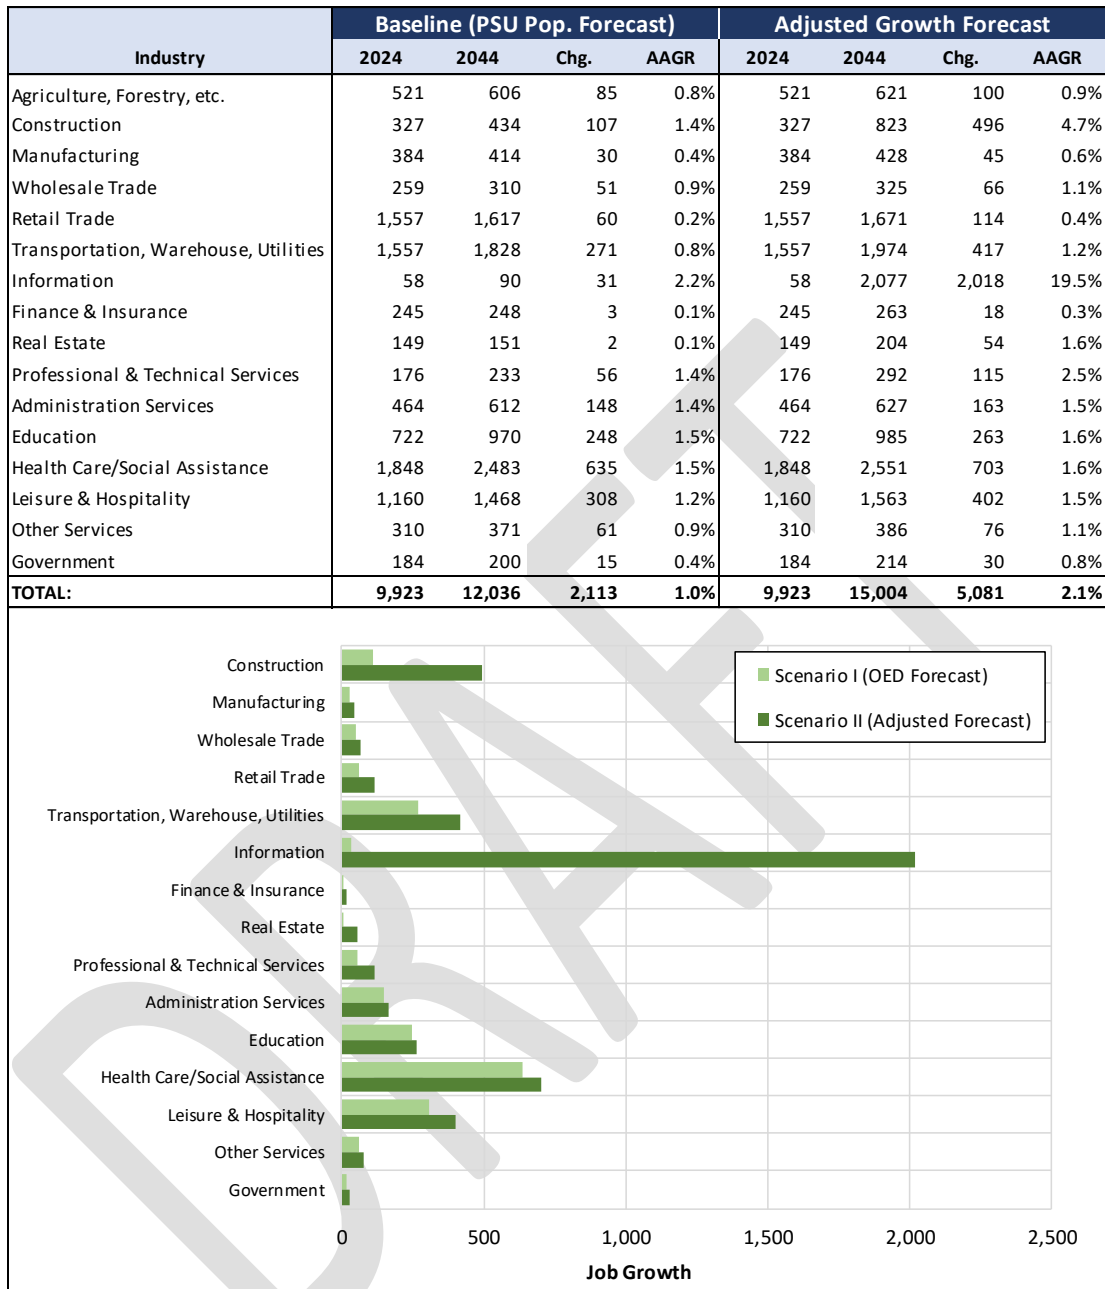 Baseline (PSU Pop. Forecast) Adjusted Growth Forecast
Industry 2024 2044 Chg. AAGR 2024 2044 Chg. AAGR
Agriculture, Forestry, etc. 521 606 85 0.8% 521 621 100 0.9%
Construction 327 434 107 1.4% 327 823 496 4.7%
Manufacturing 384 414 30 0.4% 384 428 45 0.6%
Wholesale Trade 259 310 51 0.9% 259 325 66 1.1%
Retail Trade 1,557 1,617 60 0.2% 1,557 1,671 114 0.4%
Transportation, Warehouse, Utilities 1,557 1,828 271 0.8% 1,557 1,974 417 1.2%
Information 58 90 31 2.2% 58 2,077 2,018 19.5%
Finance & Insurance 245 248 3 0.1% 245 263 18 0.3%
Real Estate 149 151 2 0.1% 149 204 54 1.6%
Professional & Technical Services 176 233 56 1.4% 176 292 115 2.5%
Administration Services 464 612 148 1.4% 464 627 163 1.5%
Education 722 970 248 1.5% 722 985 263 1.6%
Health Care/Social Assistance 1,848 2,483 635 1.5% 1,848 2,551 703 1.6%
Leisure & Hospitality 1,160 1,468 308 1.2% 1,160 1,563 402 1.5%
Other Services 310 371 61 0.9% 310 386 76 1.1%
Government 184 200 15 0.4% 184 214 30 0.8%
TOTAL: 9,923 12,036 2,113 1.0% 9,923 15,004 5,081 2.1%
DRAFT
Construction
Manufacturing
Wholesale Trade
Retail Trade
Transportation, Warehouse, Utilities
Information
Finance & Insurance
Real Estate
Professional & Technical Services
Administration Services
Education
Health Care/Social Assistance
Leisure & Hospitality
Other Services
Government
Scenario I (OED Forecast)
Scenario II (Adjusted Forecast)
0 500 1,000 1,500 2,000 2,500
Job Growth